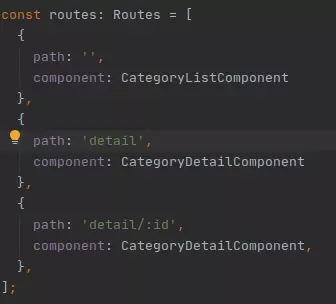 const routes: Routes = [
  {
    path: '',
    component: CategoryListComponent
  },
  {
    path: 'detail',
    component: CategoryDetailComponent
  },
  {
    path: 'detail/:id',
    component: CategoryDetailComponent,
  },
];